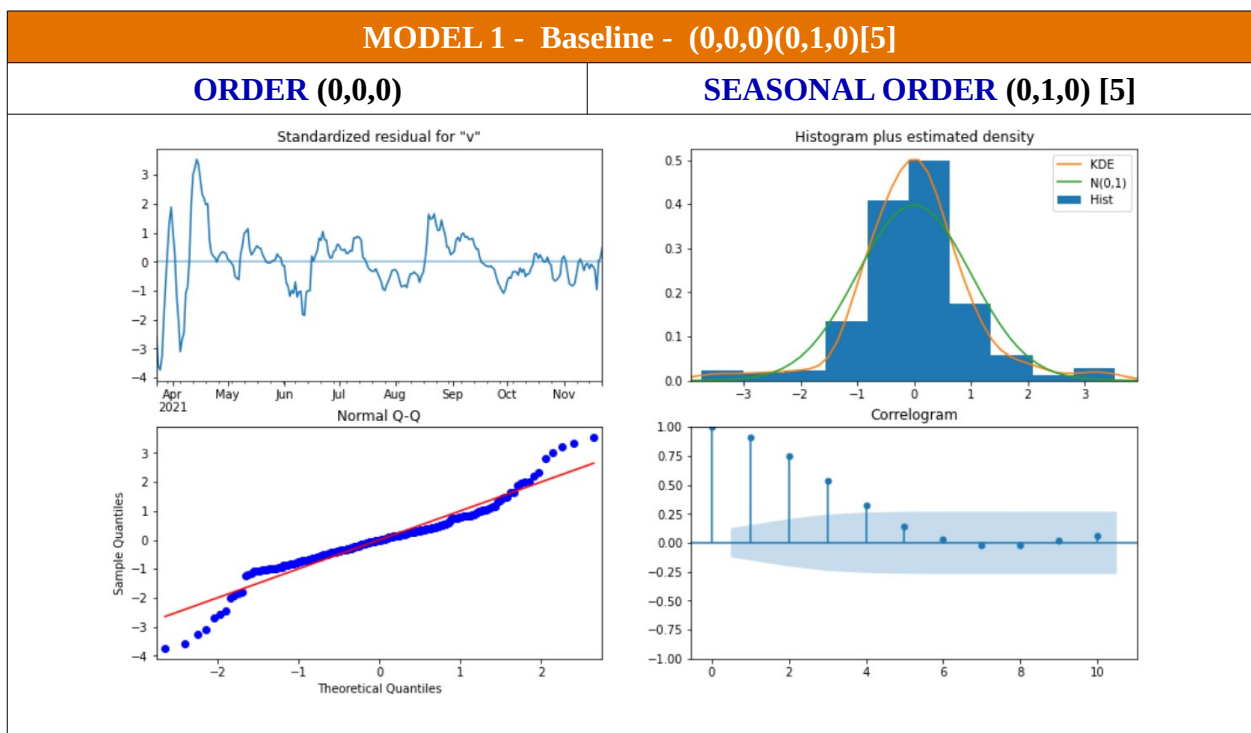 MODEL 1 - Baseline - (0,0,0)(0,1,0)[5]
ORDER (0,0,0)
SEASONAL ORDER (0,1,0) [5]
Standardized residual for "v"
3
2
1
0
−1
−2
−3
−4
Apr May Jun Jul Aug Sep Oct Nov
2021
Histogram plus estimated density
0.5
0.4
0.3
0.2
0.1
0.0
KDE
N(0,1)
Hist
−3 −2 −1 0 1 2 3
Normal Q-Q
Sample Quantiles
3
2
1
0
−1
−2
−3
−4
−2 −1 0 1 2
Theoretical Quantiles
Correlogram
1.00
0.75
0.50
0.25
0.00
−0.25
−0.50
−0.75
−1.00
0 2 4 6 8 10